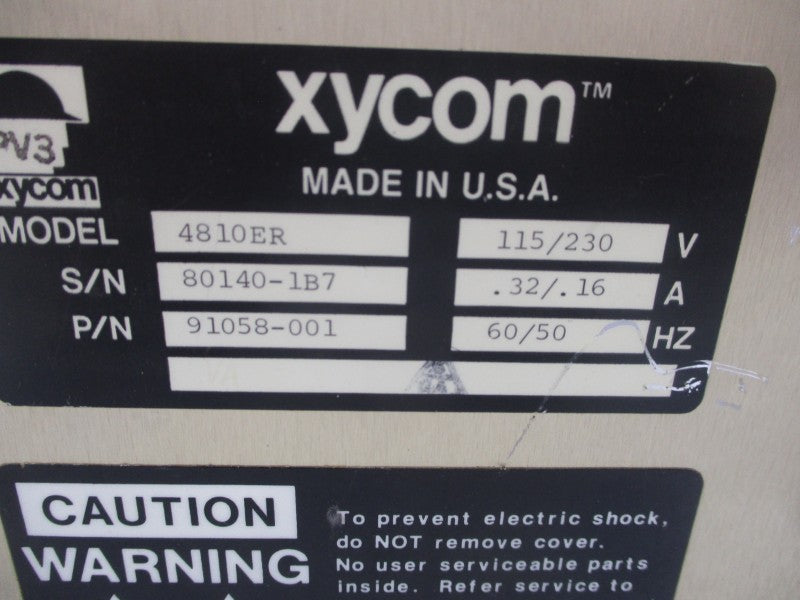 xycom™
PV3
xycom
MADE IN U.S.A.
MODEL 4810ER 115/230 V
S/N 80140-1B7 .32/.16 A
P/N 91058-001 60/50 HZ
CAUTION
WARNING
To prevent electric shock,
do NOT remove cover.
No user serviceable parts
inside. Refer service to